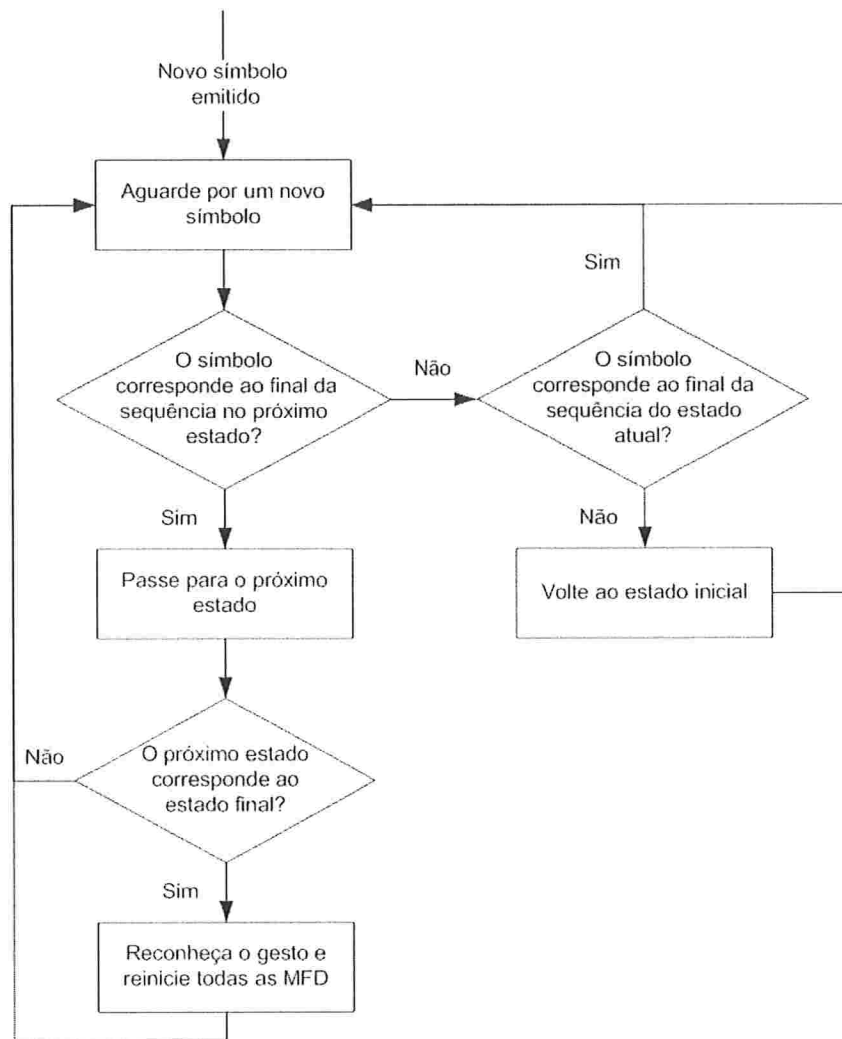 Novo símbolo
emitido
Aguarde por um novo
símbolo
Sim
O símbolo
corresponde ao final da
sequência no próximo
estado?
Não
O símbolo
corresponde ao final da
sequência do estado
atual?
Sim
Não
Passe para o próximo
estado
Volte ao estado inicial
Não
O próximo estado
corresponde ao
estado final?
Sim
Reconheça o gesto e
reinicie todas as MFD